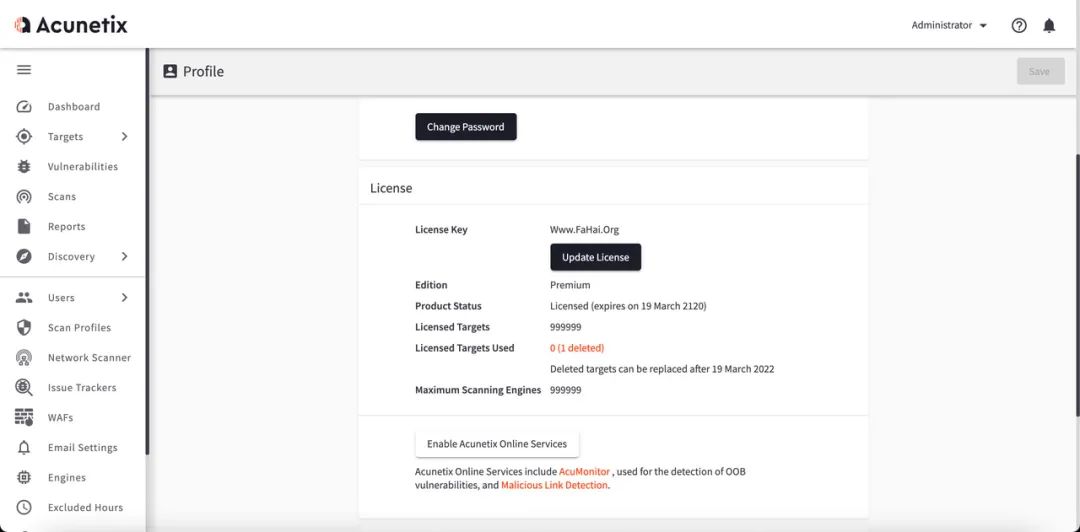 Acunetix
Administrator
Profile
Save
Dashboard
Targets
Vulnerabilities
Scans
Reports
Discovery
Users
Scan Profiles
Network Scanner
Issue Trackers
WAFs
Email Settings
Engines
Excluded Hours
Change Password
License
License Key Www.FaHai.Org
Update License
Edition Premium
Product Status Licensed (expires on 19 March 2120)
Licensed Targets 999999
Licensed Targets Used 0 (1 deleted)
Deleted targets can be replaced after 19 March 2022
Maximum Scanning Engines 999999
Enable Acunetix Online Services
Acunetix Online Services include AcuMonitor , used for the detection of OOB
vulnerabilities, and Malicious Link Detection.